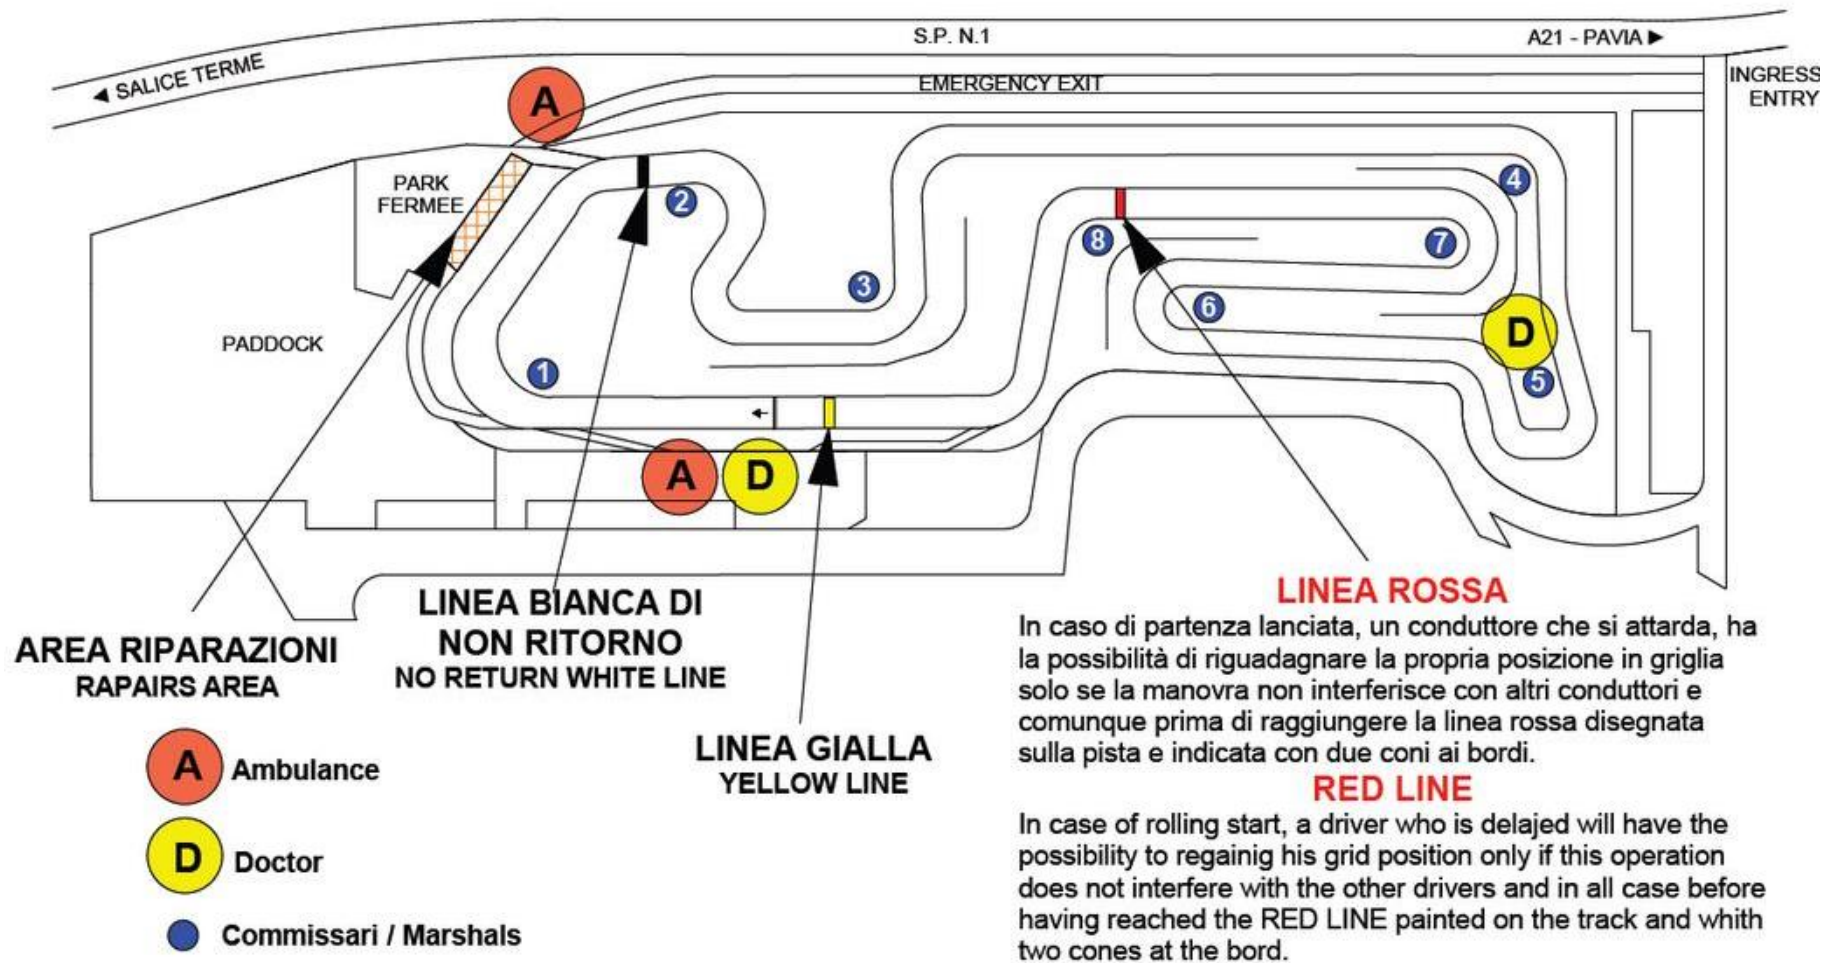 S.P. N.1
A21 - PAVIA ►
◄ SALICE TERME
EMERGENCY EXIT
INGRESS
ENTRY
A
PARK
FERMEE
PADDOCK
1
2
3
4
5
6
7
8
D
A
D
LINEA BIANCA DI
NON RITORNO
NO RETURN WHITE LINE
AREA RIPARAZIONI
RAPAIRS AREA
LINEA GIALLA
YELLOW LINE
A Ambulance
D Doctor
Commissari / Marshals
LINEA ROSSA
In caso di partenza lanciata, un conduttore che si attarda, ha
la possibilità di riguadagnare la propria posizione in griglia
solo se la manovra non interferisce con altri conduttori e
comunque prima di raggiungere la linea rossa disegnata
sulla pista e indicata con due coni ai bordi.
RED LINE
In case of rolling start, a driver who is delajed will have the
possibility to regainig his grid position only if this operation
does not interfere with the other drivers and in all case before
having reached the RED LINE painted on the track and whith
two cones at the bord.